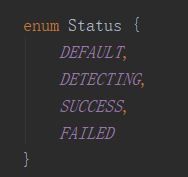 enum Status {
    DEFAULT,
    DETECTING,
    SUCCESS,
    FAILED
}